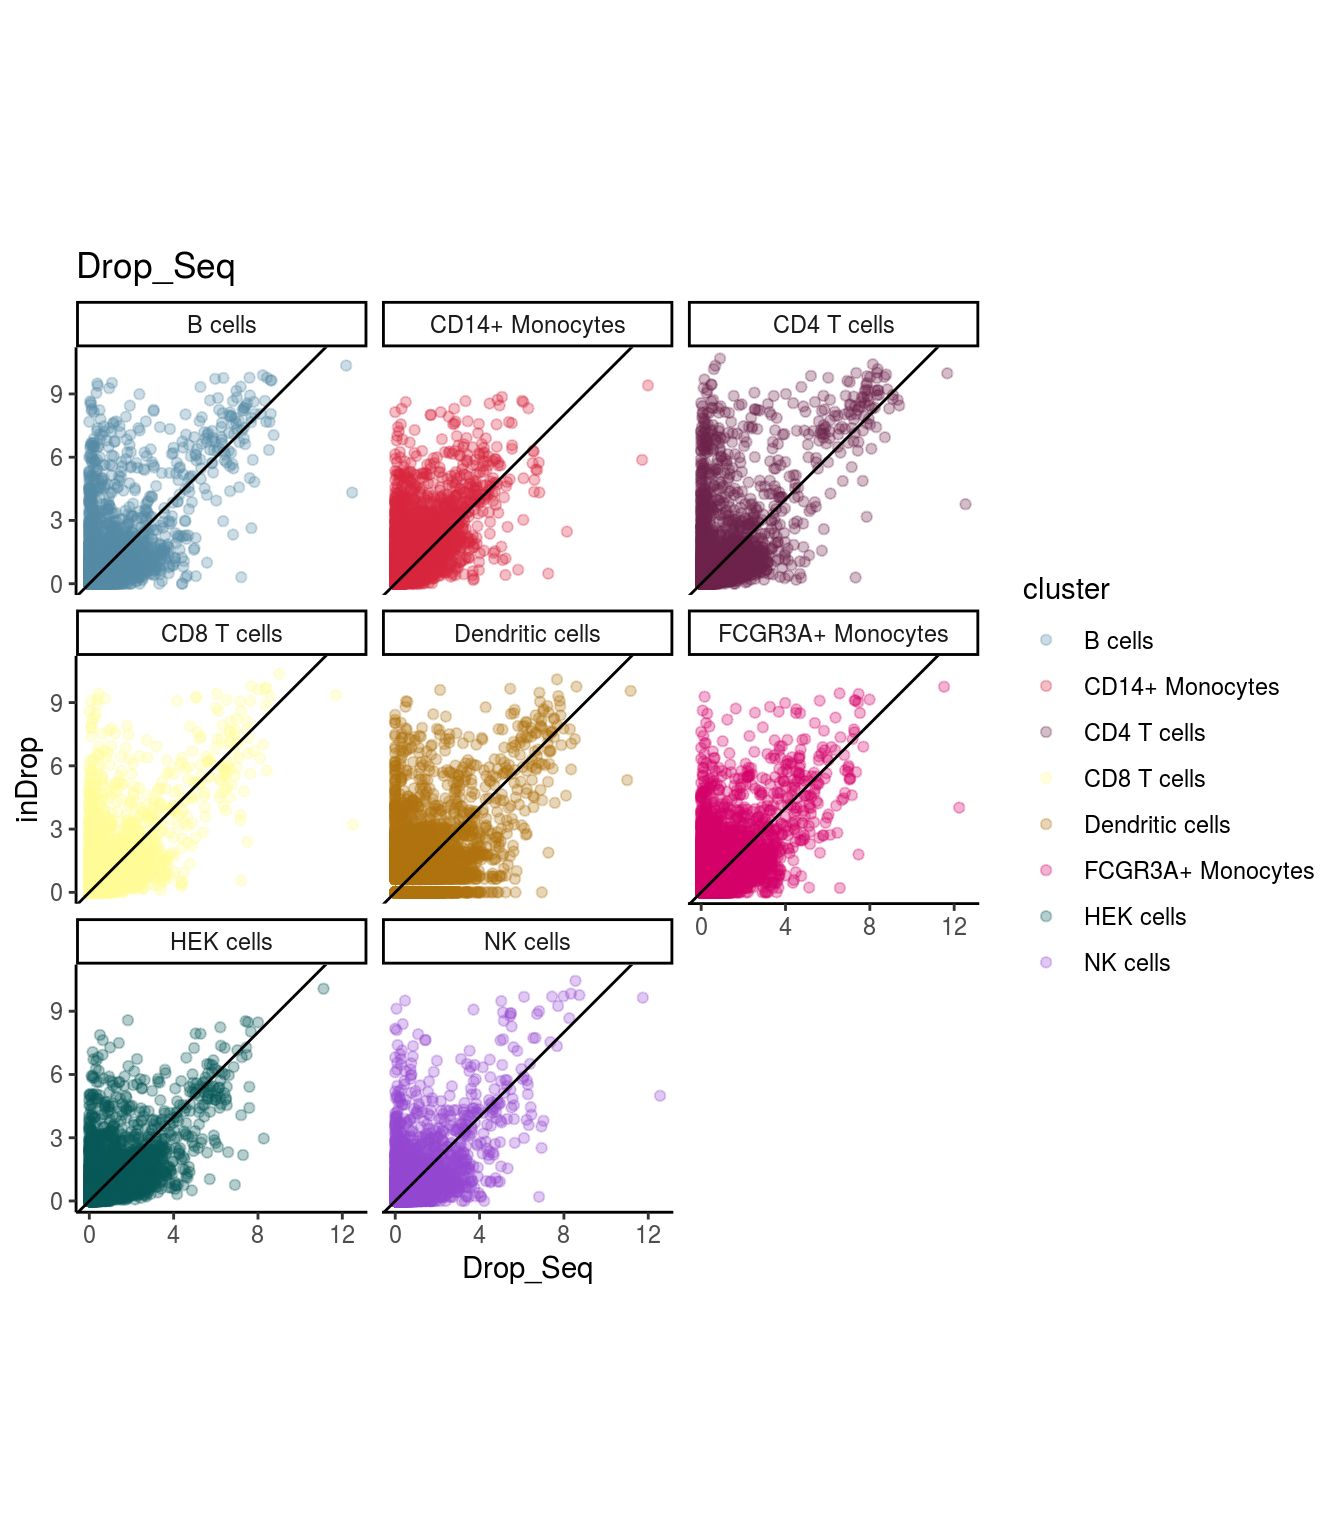 Drop_Seq
B cells
CD14+ Monocytes
CD4 T cells
9
6
3
0
CD8 T cells
Dendritic cells
FCGR3A+ Monocytes
9
6
3
0
0 4 8 12
HEK cells
NK cells
9
6
3
0
0 4 8 12
0 4 8 12
Drop_Seq
inDrop
cluster
B cells
CD14+ Monocytes
CD4 T cells
CD8 T cells
Dendritic cells
FCGR3A+ Monocytes
HEK cells
NK cells